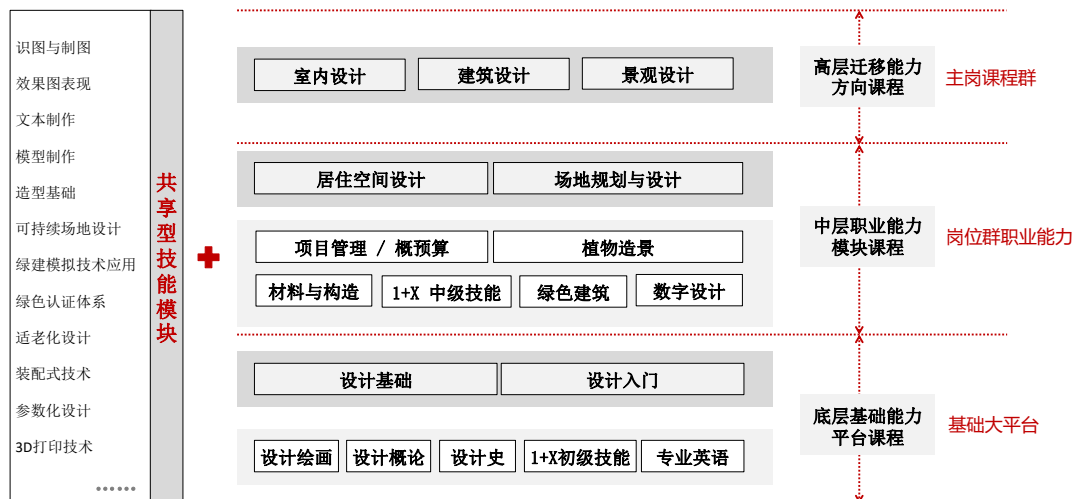 识图与制图
效果图表现
文本制作
模型制作
造型基础
可持续场地设计
绿建模拟技术应用
绿色认证体系
适老化设计
装配式技术
参数化设计
3D打印技术
……
共享型技能模块
室内设计
建筑设计
景观设计
高层迁移能力
方向课程
主岗课程群
居住空间设计
场地规划与设计
项目管理 / 概预算
植物造景
材料与构造
1+X 中级技能
绿色建筑
数字设计
中层职业能力
模块课程
岗位群职业能力
设计基础
设计入门
设计绘画
设计概论
设计史
1+X初级技能
专业英语
底层基础能力
平台课程
基础大平台